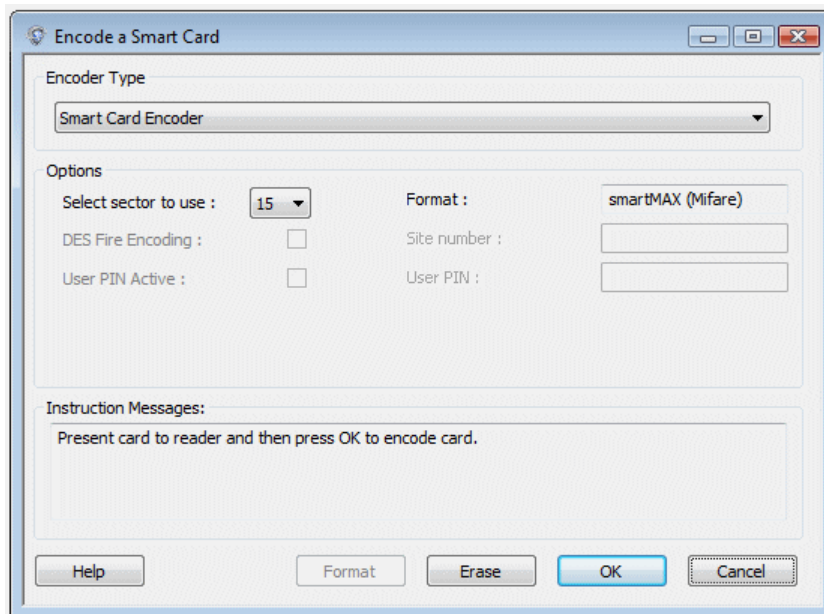 Encode a Smart Card
Encoder Type
Smart Card Encoder
Options
Select sector to use : 15 Format : smartMAX (Mifare)
DES Fire Encoding : Site number :
User PIN Active : User PIN :
Instruction Messages:
Present card to reader and then press OK to encode card.
Help Format Erase OK Cancel